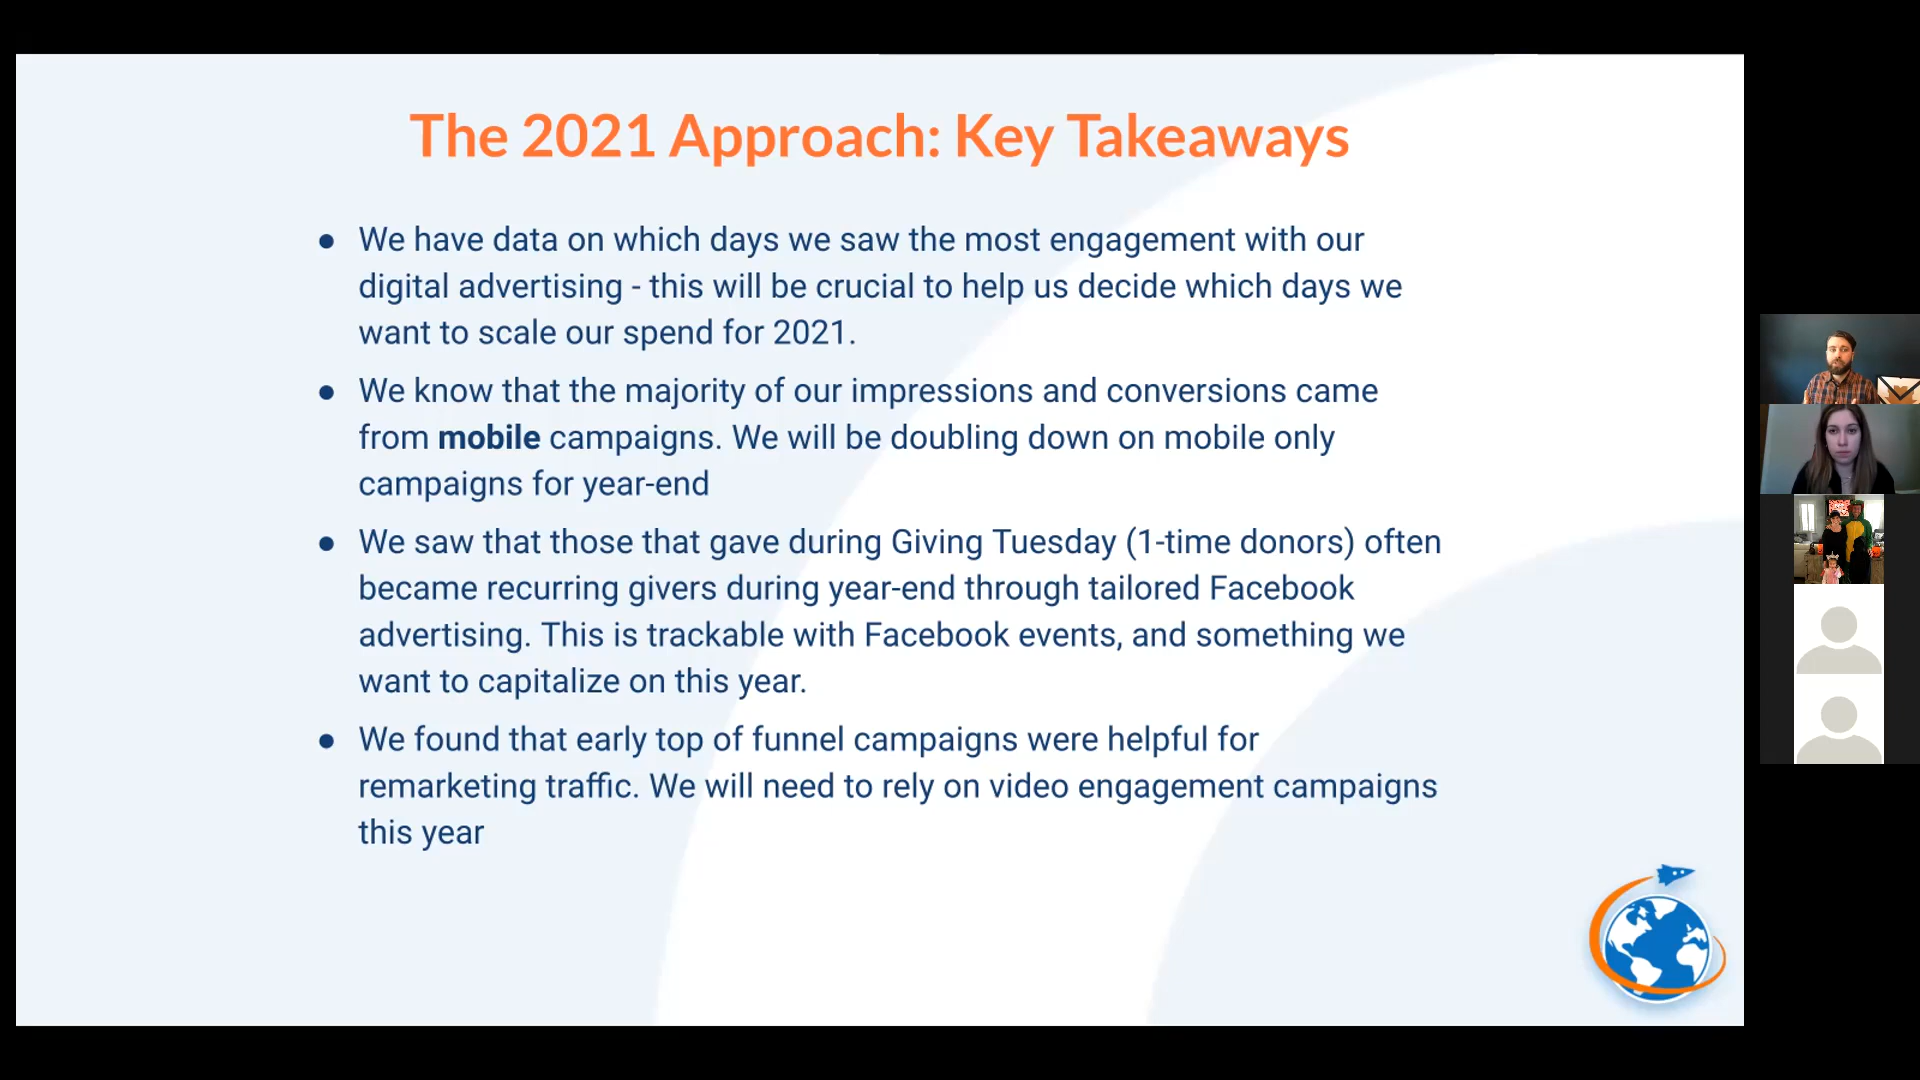 The 2021 Approach: Key Takeaways
● We have data on which days we saw the most engagement with our
digital advertising - this will be crucial to help us decide which days we
want to scale our spend for 2021.
● We know that the majority of our impressions and conversions came
from mobile campaigns. We will be doubling down on mobile only
campaigns for year-end
● We saw that those that gave during Giving Tuesday (1-time donors) often
became recurring givers during year-end through tailored Facebook
advertising. This is trackable with Facebook events, and something we
want to capitalize on this year.
● We found that early top of funnel campaigns were helpful for
remarketing traffic. We will need to rely on video engagement campaigns
this year